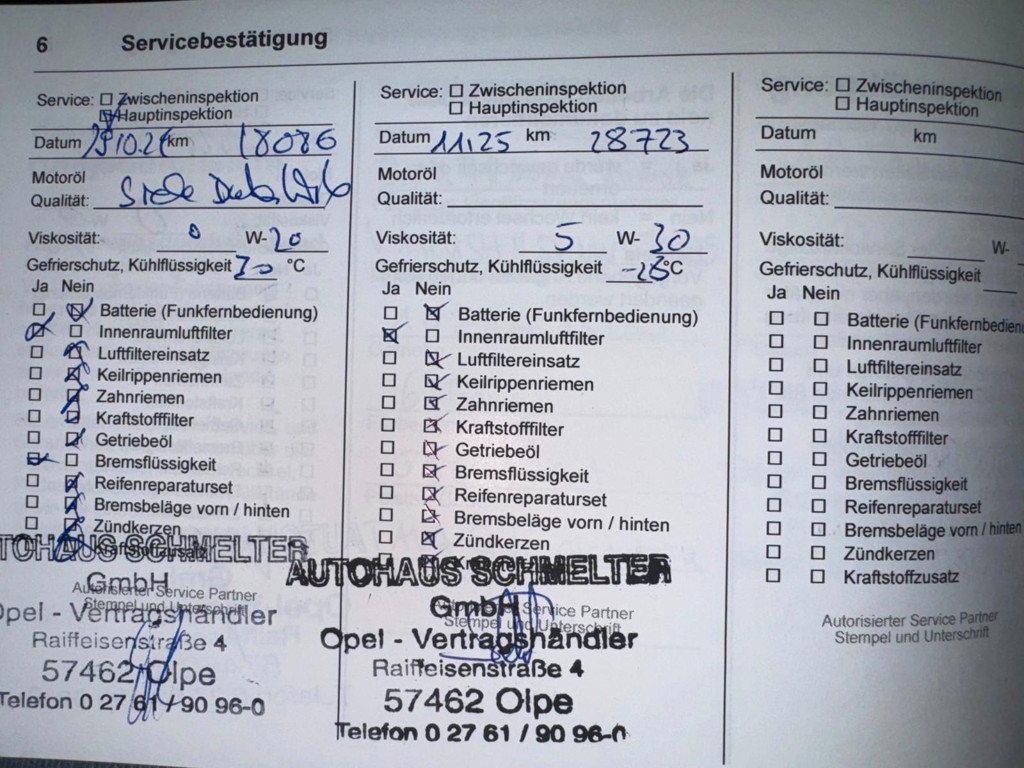 6 Servicebestätigung
Service: ☐ Zwischeninspektion
☒ Hauptinspektion
Datum km 18086
Motoröl
Qualität: Siehe
Viskosität: 0 W-20
Gefrierschutz, Kühlflüssigkeit °C
Ja Nein
☐ ☒ Batterie (Funkfernbedienung)
☒ ☐ Innenraumluftfilter
☐ ☒ Luftfiltereinsatz
☐ ☒ Keilrippenriemen
☐ ☒ Zahnriemen
☐ ☒ Kraftstofffilter
☐ ☒ Getriebeöl
☒ ☐ Bremsflüssigkeit
☐ ☒ Reifenreparaturset
☐ ☒ Bremsbeläge vorn / hinten
☐ ☒ Zündkerzen
☐ ☒ Kraftstoffzusatz
Autorisierter Service Partner
Stempel und Unterschrift
TOHAUS SCHMELTER
GmbH
Opel - Vertragshändler
Raiffeisenstraße 4
57462 Olpe
Telefon 0 27 61 / 90 96-0
Service: ☐ Zwischeninspektion
☐ Hauptinspektion
Datum 11.25 km 28723
Motoröl
Qualität:
Viskosität: 5 W- 30
Gefrierschutz, Kühlflüssigkeit °C
Ja Nein
☐ ☒ Batterie (Funkfernbedienung)
☒ ☐ Innenraumluftfilter
☐ ☒ Luftfiltereinsatz
☐ ☒ Keilrippenriemen
☐ ☒ Zahnriemen
☐ ☒ Kraftstofffilter
☐ ☒ Getriebeöl
☐ ☒ Bremsflüssigkeit
☐ ☒ Reifenreparaturset
☐ ☒ Bremsbeläge vorn / hinten
☐ ☒ Zündkerzen
Service Partner
Stempel und Unterschrift
AUTOHAUS SCHMELTER
GmbH
Opel - Vertragshändler
Raiffeisenstraße 4
57462 Olpe
Telefon 0 27 61 / 90 96-0
Service: ☐ Zwischeninspektion
☐ Hauptinspektion
Datum km
Motoröl
Qualität:
Viskosität: W-
Gefrierschutz, Kühlflüssigkeit
Ja Nein
☐ ☐ Batterie (Funkfernbedienu
☐ ☐ Innenraumluftfilter
☐ ☐ Luftfiltereinsatz
☐ ☐ Keilrippenriemen
☐ ☐ Zahnriemen
☐ ☐ Kraftstofffilter
☐ ☐ Getriebeöl
☐ ☐ Bremsflüssigkeit
☐ ☐ Reifenreparaturset
☐ ☐ Bremsbeläge vorn / hinten
☐ ☐ Zündkerzen
☐ ☐ Kraftstoffzusatz
Autorisierter Service Partner
Stempel und Unterschrift